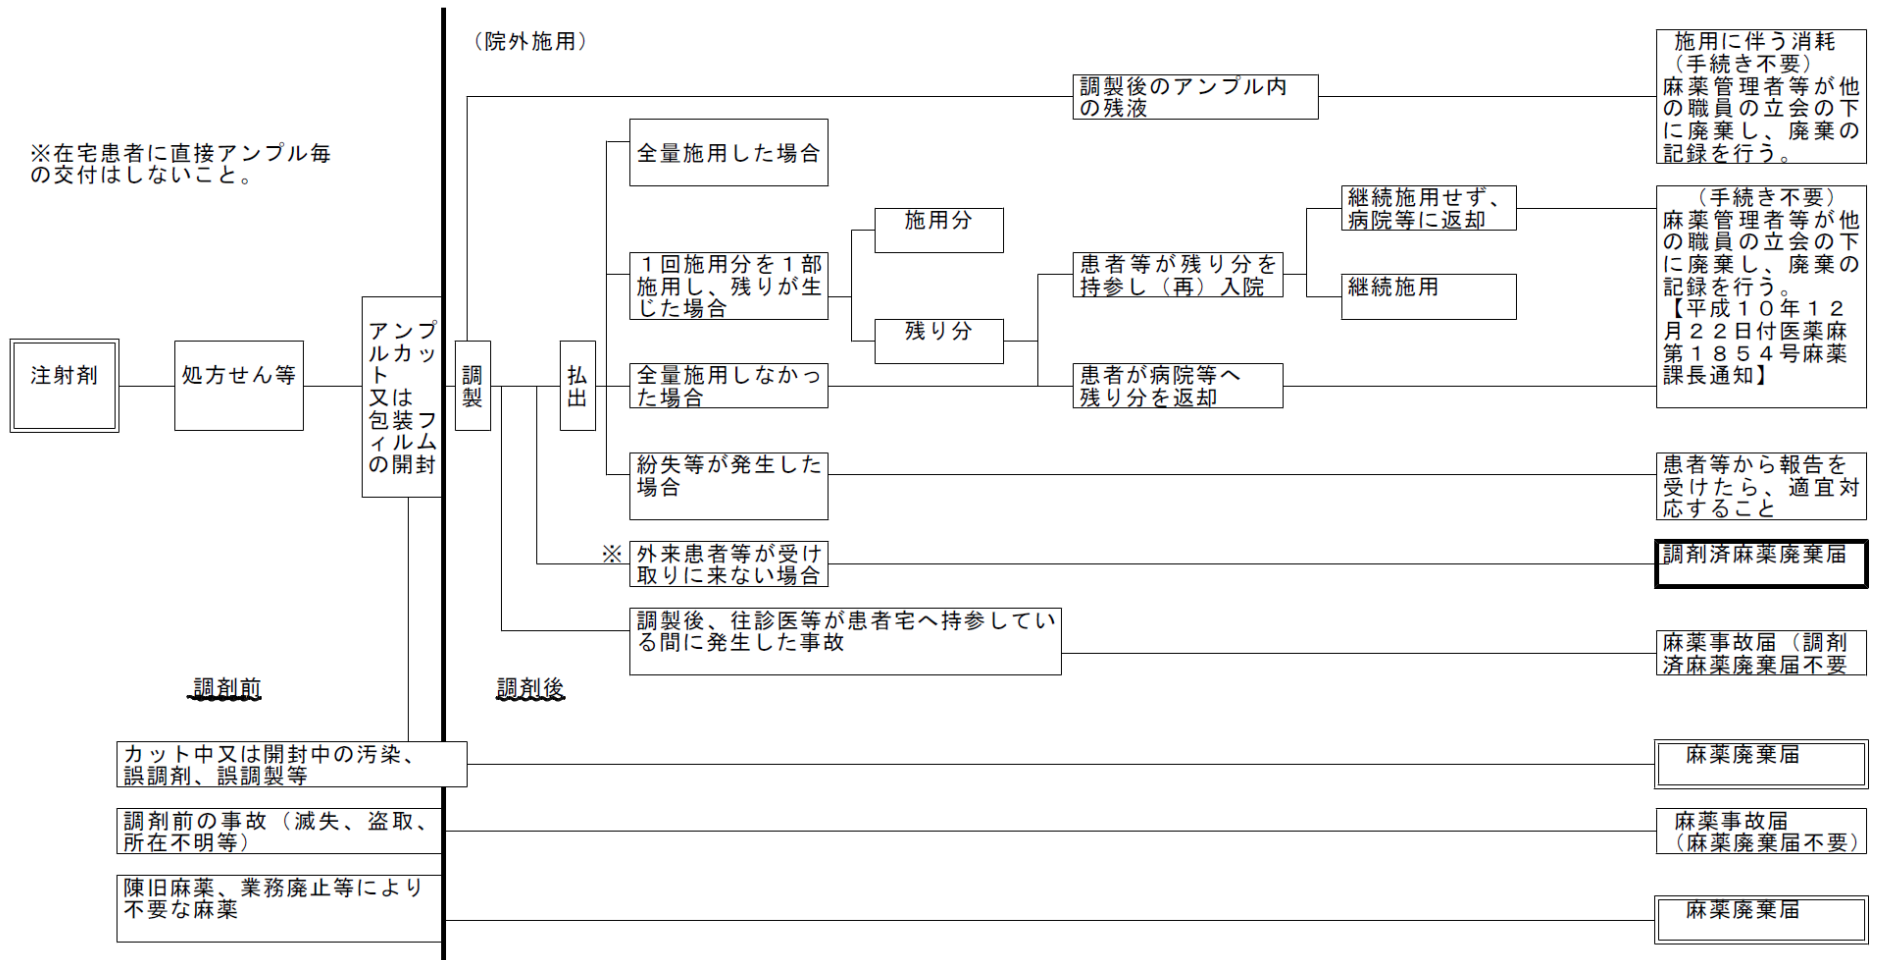 （院外施用）
※在宅患者に直接アンプル毎
の交付はしないこと。
注射剤
処方せん等
アンプ
ルカッ
ト
又は
包装フ
ィルム
の開封
調
製
払
出
調製後のアンプル内
の残液
施用に伴う消耗
（手続き不要）
麻薬管理者等が他
の職員の立会の下
に廃棄し、廃棄の
記録を行う。
全量施用した場合
１回施用分を１部
施用し、残りが生
じた場合
施用分
残り分
患者等が残り分を
持参し（再）入院
継続施用せず、
病院等に返却
継続施用
（手続き不要）
麻薬管理者等が他
の職員の立会の下
に廃棄し、廃棄の
記録を行う。
【平成１０年１２
月２２日付医薬麻
第１８５４号麻薬
課長通知】
全量施用しなかっ
た場合
患者が病院等へ
残り分を返却
紛失等が発生した
場合
患者等から報告を
受けたら、適宜対
応すること
※
外来患者等が受け
取りに来ない場合
調剤済麻薬廃棄届
調製後、往診医等が患者宅へ持参してい
る間に発生した事故
麻薬事故届（調剤
済麻薬廃棄届不要
調剤前
調剤後
カット中又は開封中の汚染、
誤調剤、誤調製等
麻薬廃棄届
調剤前の事故（滅失、盗取、
所在不明等）
麻薬事故届
（麻薬廃棄届不要）
陳旧麻薬、業務廃止等により
不要な麻薬
麻薬廃棄届